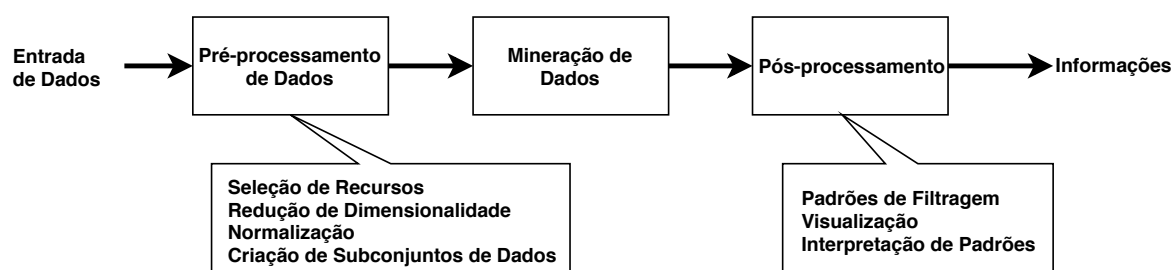 Entrada
de Dados
Pré-processamento
de Dados
Mineração de
Dados
Pós-processamento
Informações
Seleção de Recursos
Redução de Dimensionalidade
Normalização
Criação de Subconjuntos de Dados
Padrões de Filtragem
Visualização
Interpretação de Padrões